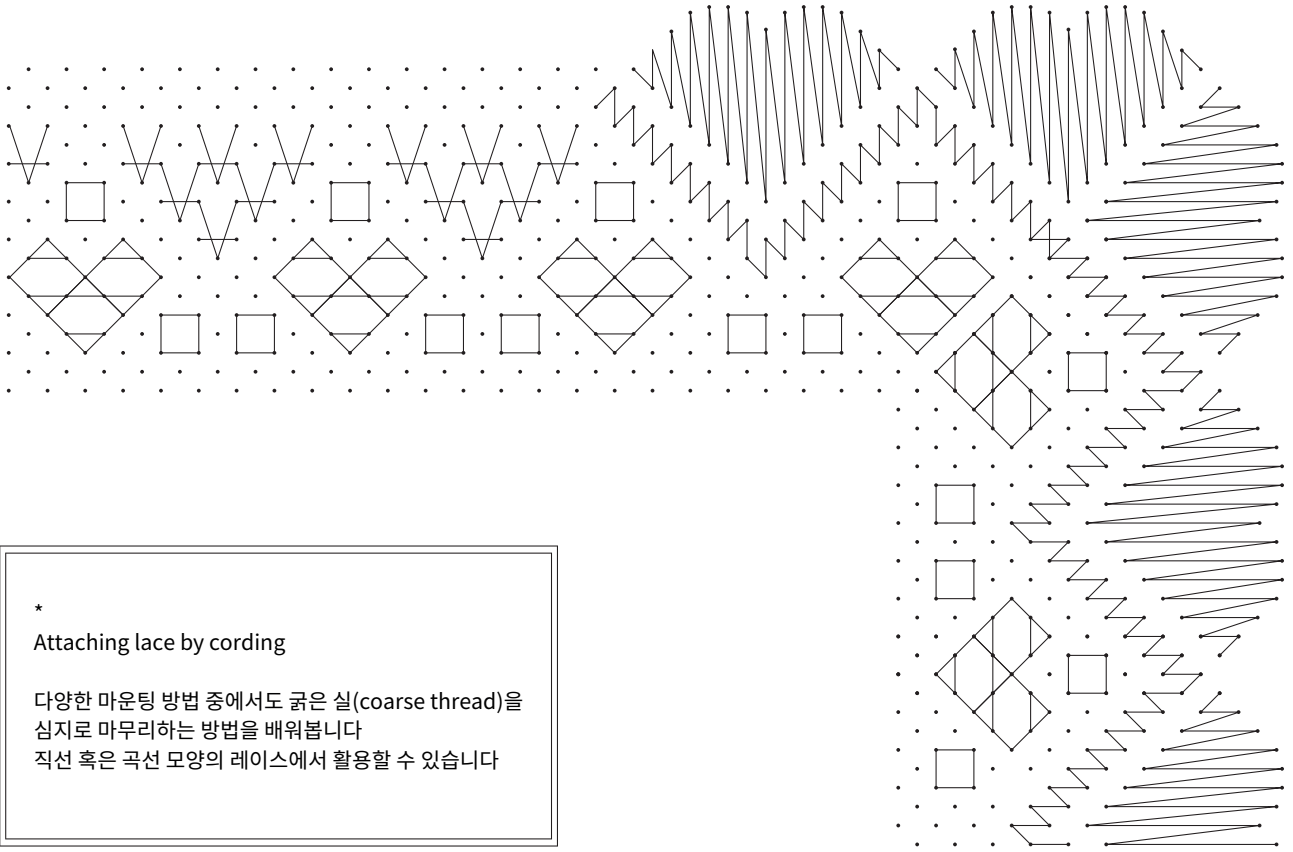 *
Attaching lace by cording
다양한 마운팅 방법 중에서도 굵은 실(coarse thread)을
심지로 마무리하는 방법을 배워봅니다
직선 혹은 곡선 모양의 레이스에서 활용할 수 있습니다